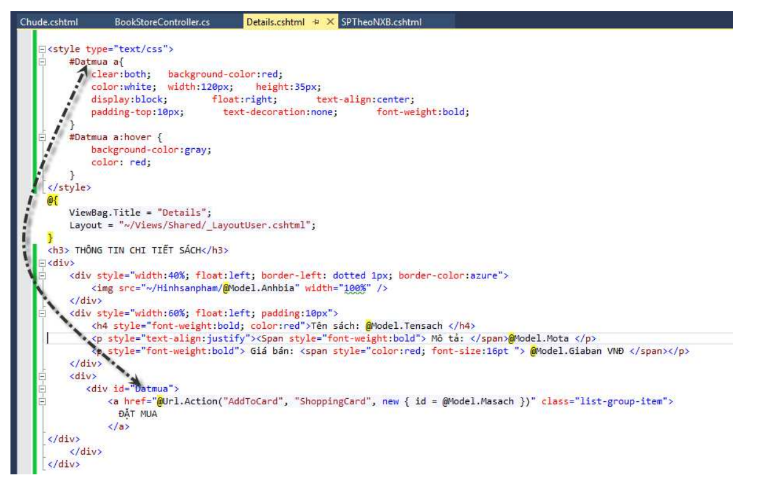 Chude.cshtml BookStoreController.cs Details.cshtml SPTheoNXB.cshtml
<style type="text/css">
#Datmua a{
clear:both; background-color:red;
color:white; width:120px; height:35px;
display:block; float:right; text-align:center;
padding-top:10px; text-decoration:none; font-weight:bold;
}
#Datmua a:hover {
background-color:gray;
color: red;
}
</style>
@{
ViewBag.Title = "Details";
Layout = "~/Views/Shared/_LayoutUser.cshtml";
}
<h3> THÔNG TIN CHI TIẾT SÁCH</h3>
<div>
<div style="width:40%; float:left; border-left: dotted 1px; border-color:azure">
<img src="~/Hinhsanpham/@Model.Anhbia" width="100%" />
</div>
<div style="width:60%; float:left; padding:10px">
<h4 style="font-weight:bold; color:red">Tên sách: @Model.Tensach </h4>
<p style="text-align:justify"><Span style="font-weight:bold"> Mô tả: </span>@Model.Mota </p>
<p style="font-weight:bold"> Giá bán: <span style="color:red; font-size:16pt "> @Model.Giaban VNĐ </span></p>
</div>
<div>
<div id="Datmua">
<a href="@Url.Action("AddToCard", "ShoppingCard", new { id = @Model.Masach })" class="list-group-item">
ĐẶT MUA
</a>
</div>
</div>
</div>